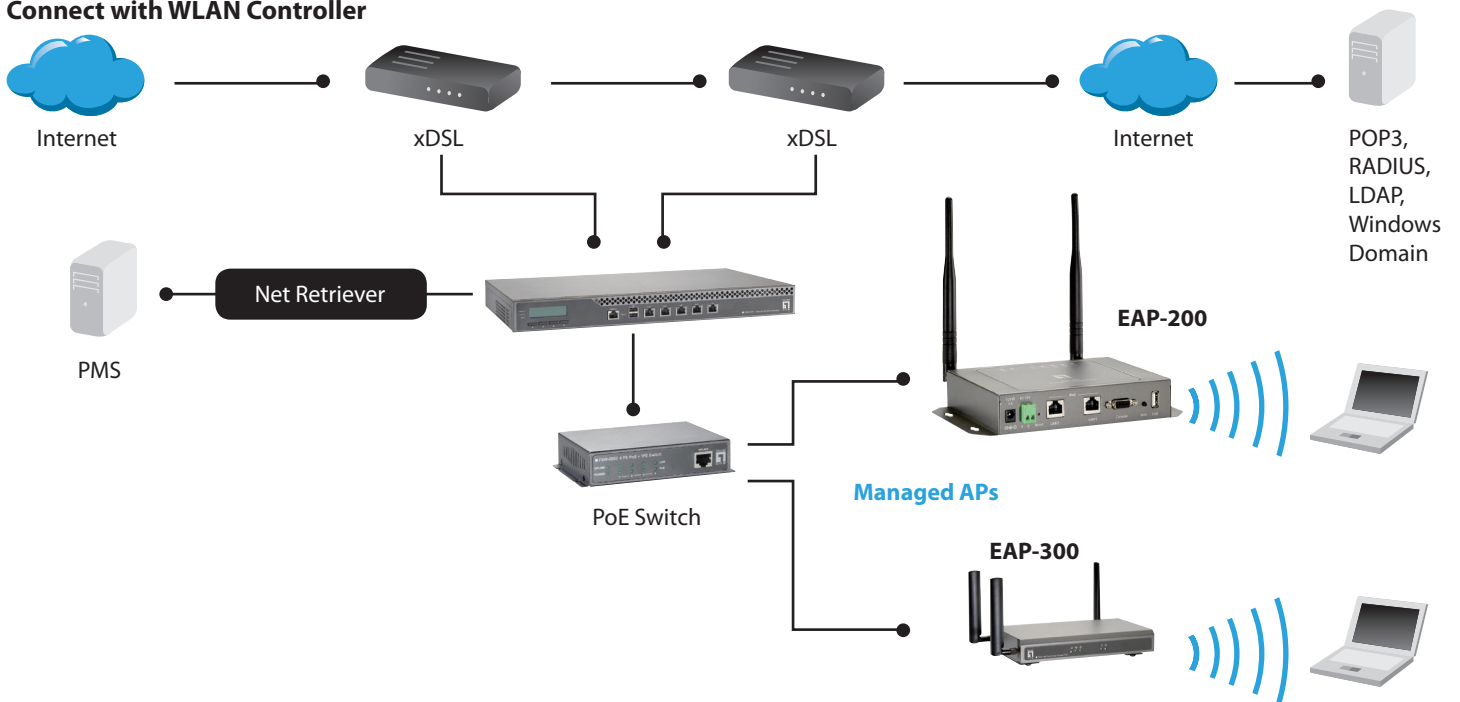 Connect with WLAN Controller
Internet
xDSL
xDSL
Internet
POP3,
RADIUS,
LDAP,
Windows
Domain
Net Retriever
PMS
EAP-200
PoE Switch
Managed APs
EAP-300